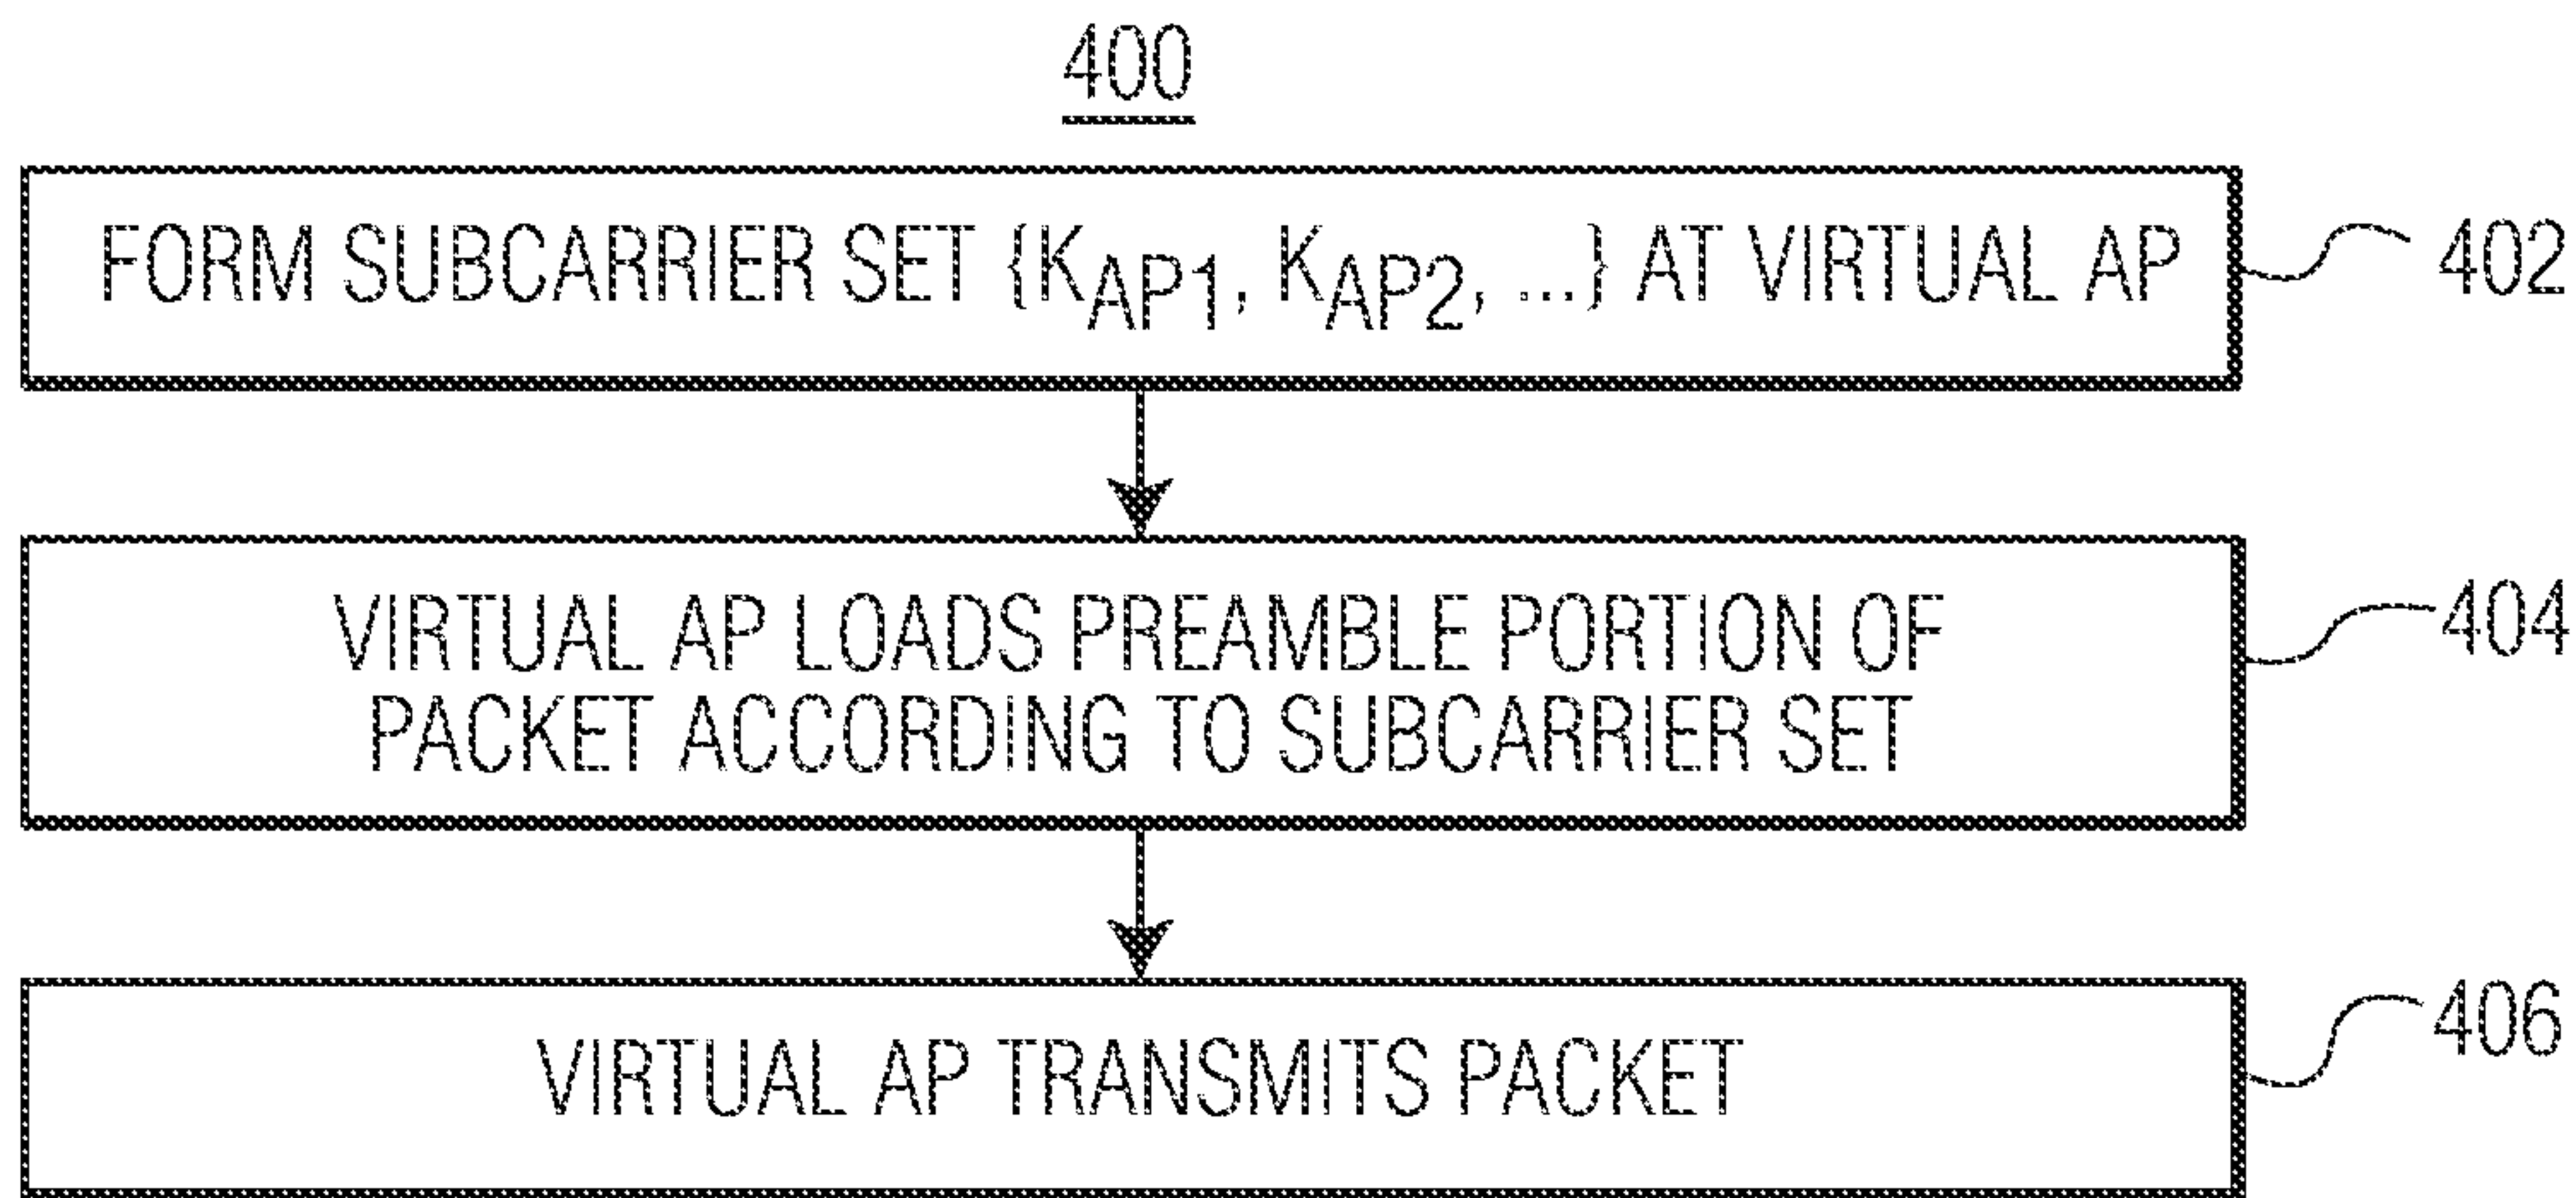 400
FORM SUBCARRIER SET {KAP1, KAP2, ...} AT VIRTUAL AP
402
VIRTUAL AP LOADS PREAMBLE PORTION OF
PACKET ACCORDING TO SUBCARRIER SET
404
VIRTUAL AP TRANSMITS PACKET
406